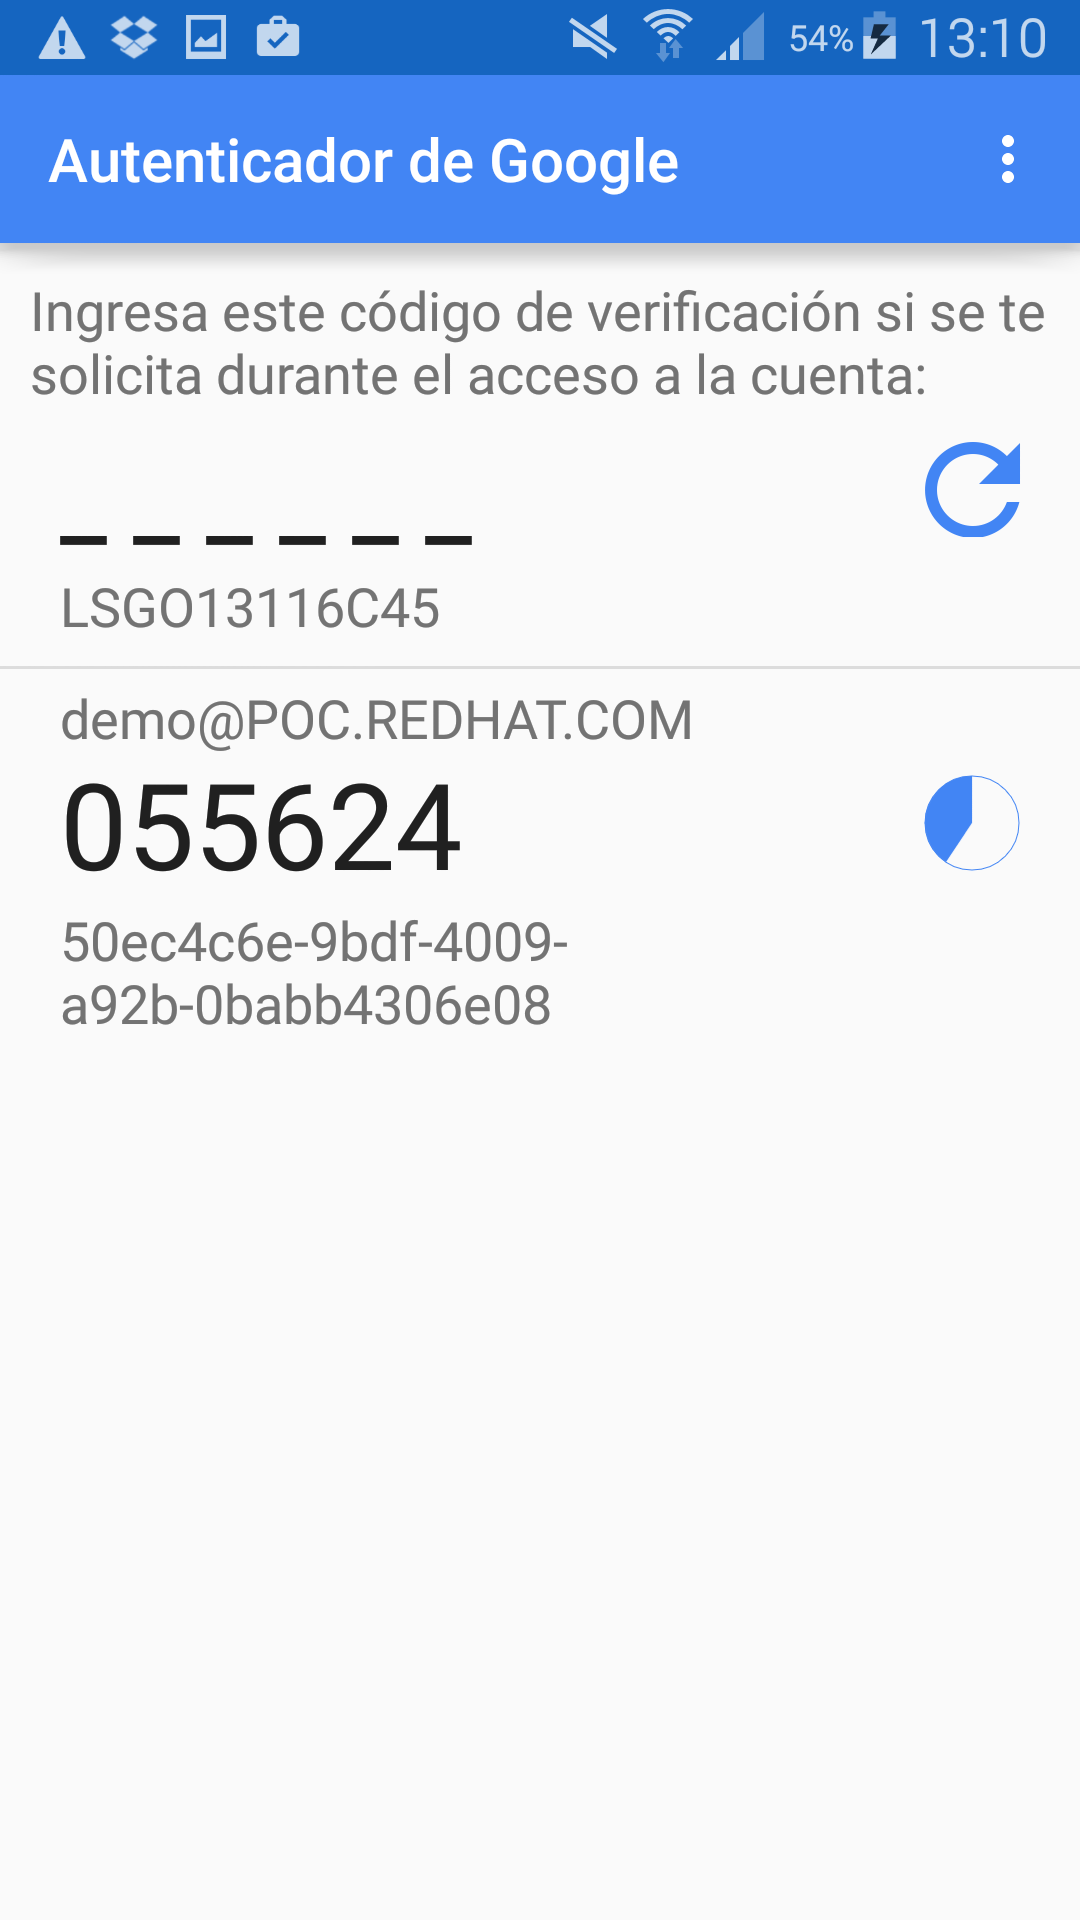 54% 13:10
Autenticador de Google
Ingresa este código de verificación si se te
solicita durante el acceso a la cuenta:
_ _ _ _ _ _
LSGO13116C45
demo@POC.REDHAT.COM
055624
50ec4c6e-9bdf-4009-
a92b-0babb4306e08